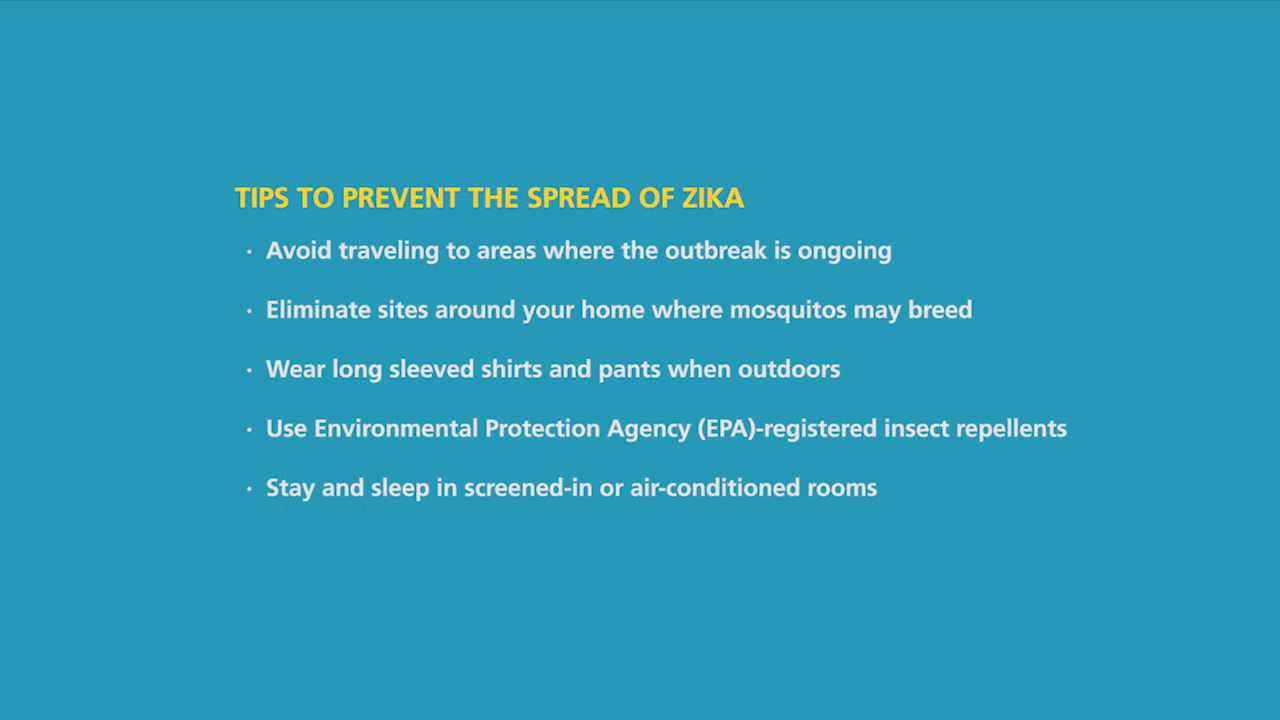 TIPS TO PREVENT THE SPREAD OF ZIKA
· Avoid traveling to areas where the outbreak is ongoing
· Eliminate sites around your home where mosquitos may breed
· Wear long sleeved shirts and pants when outdoors
· Use Environmental Protection Agency (EPA)-registered insect repellents
· Stay and sleep in screened-in or air-conditioned rooms